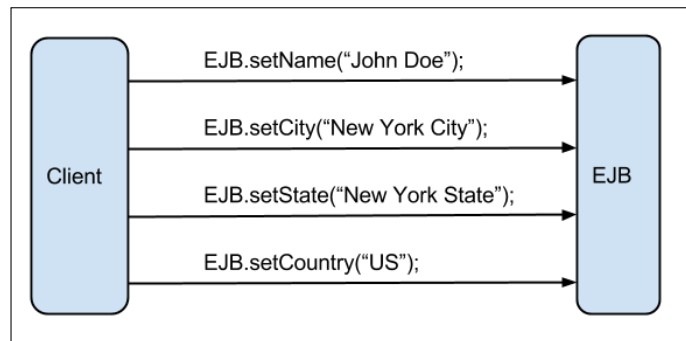 EJB.setName(“John Doe”);
EJB.setCity(“New York City”);
Client
EJB
EJB.setState(“New York State”);
EJB.setCountry(“US”);